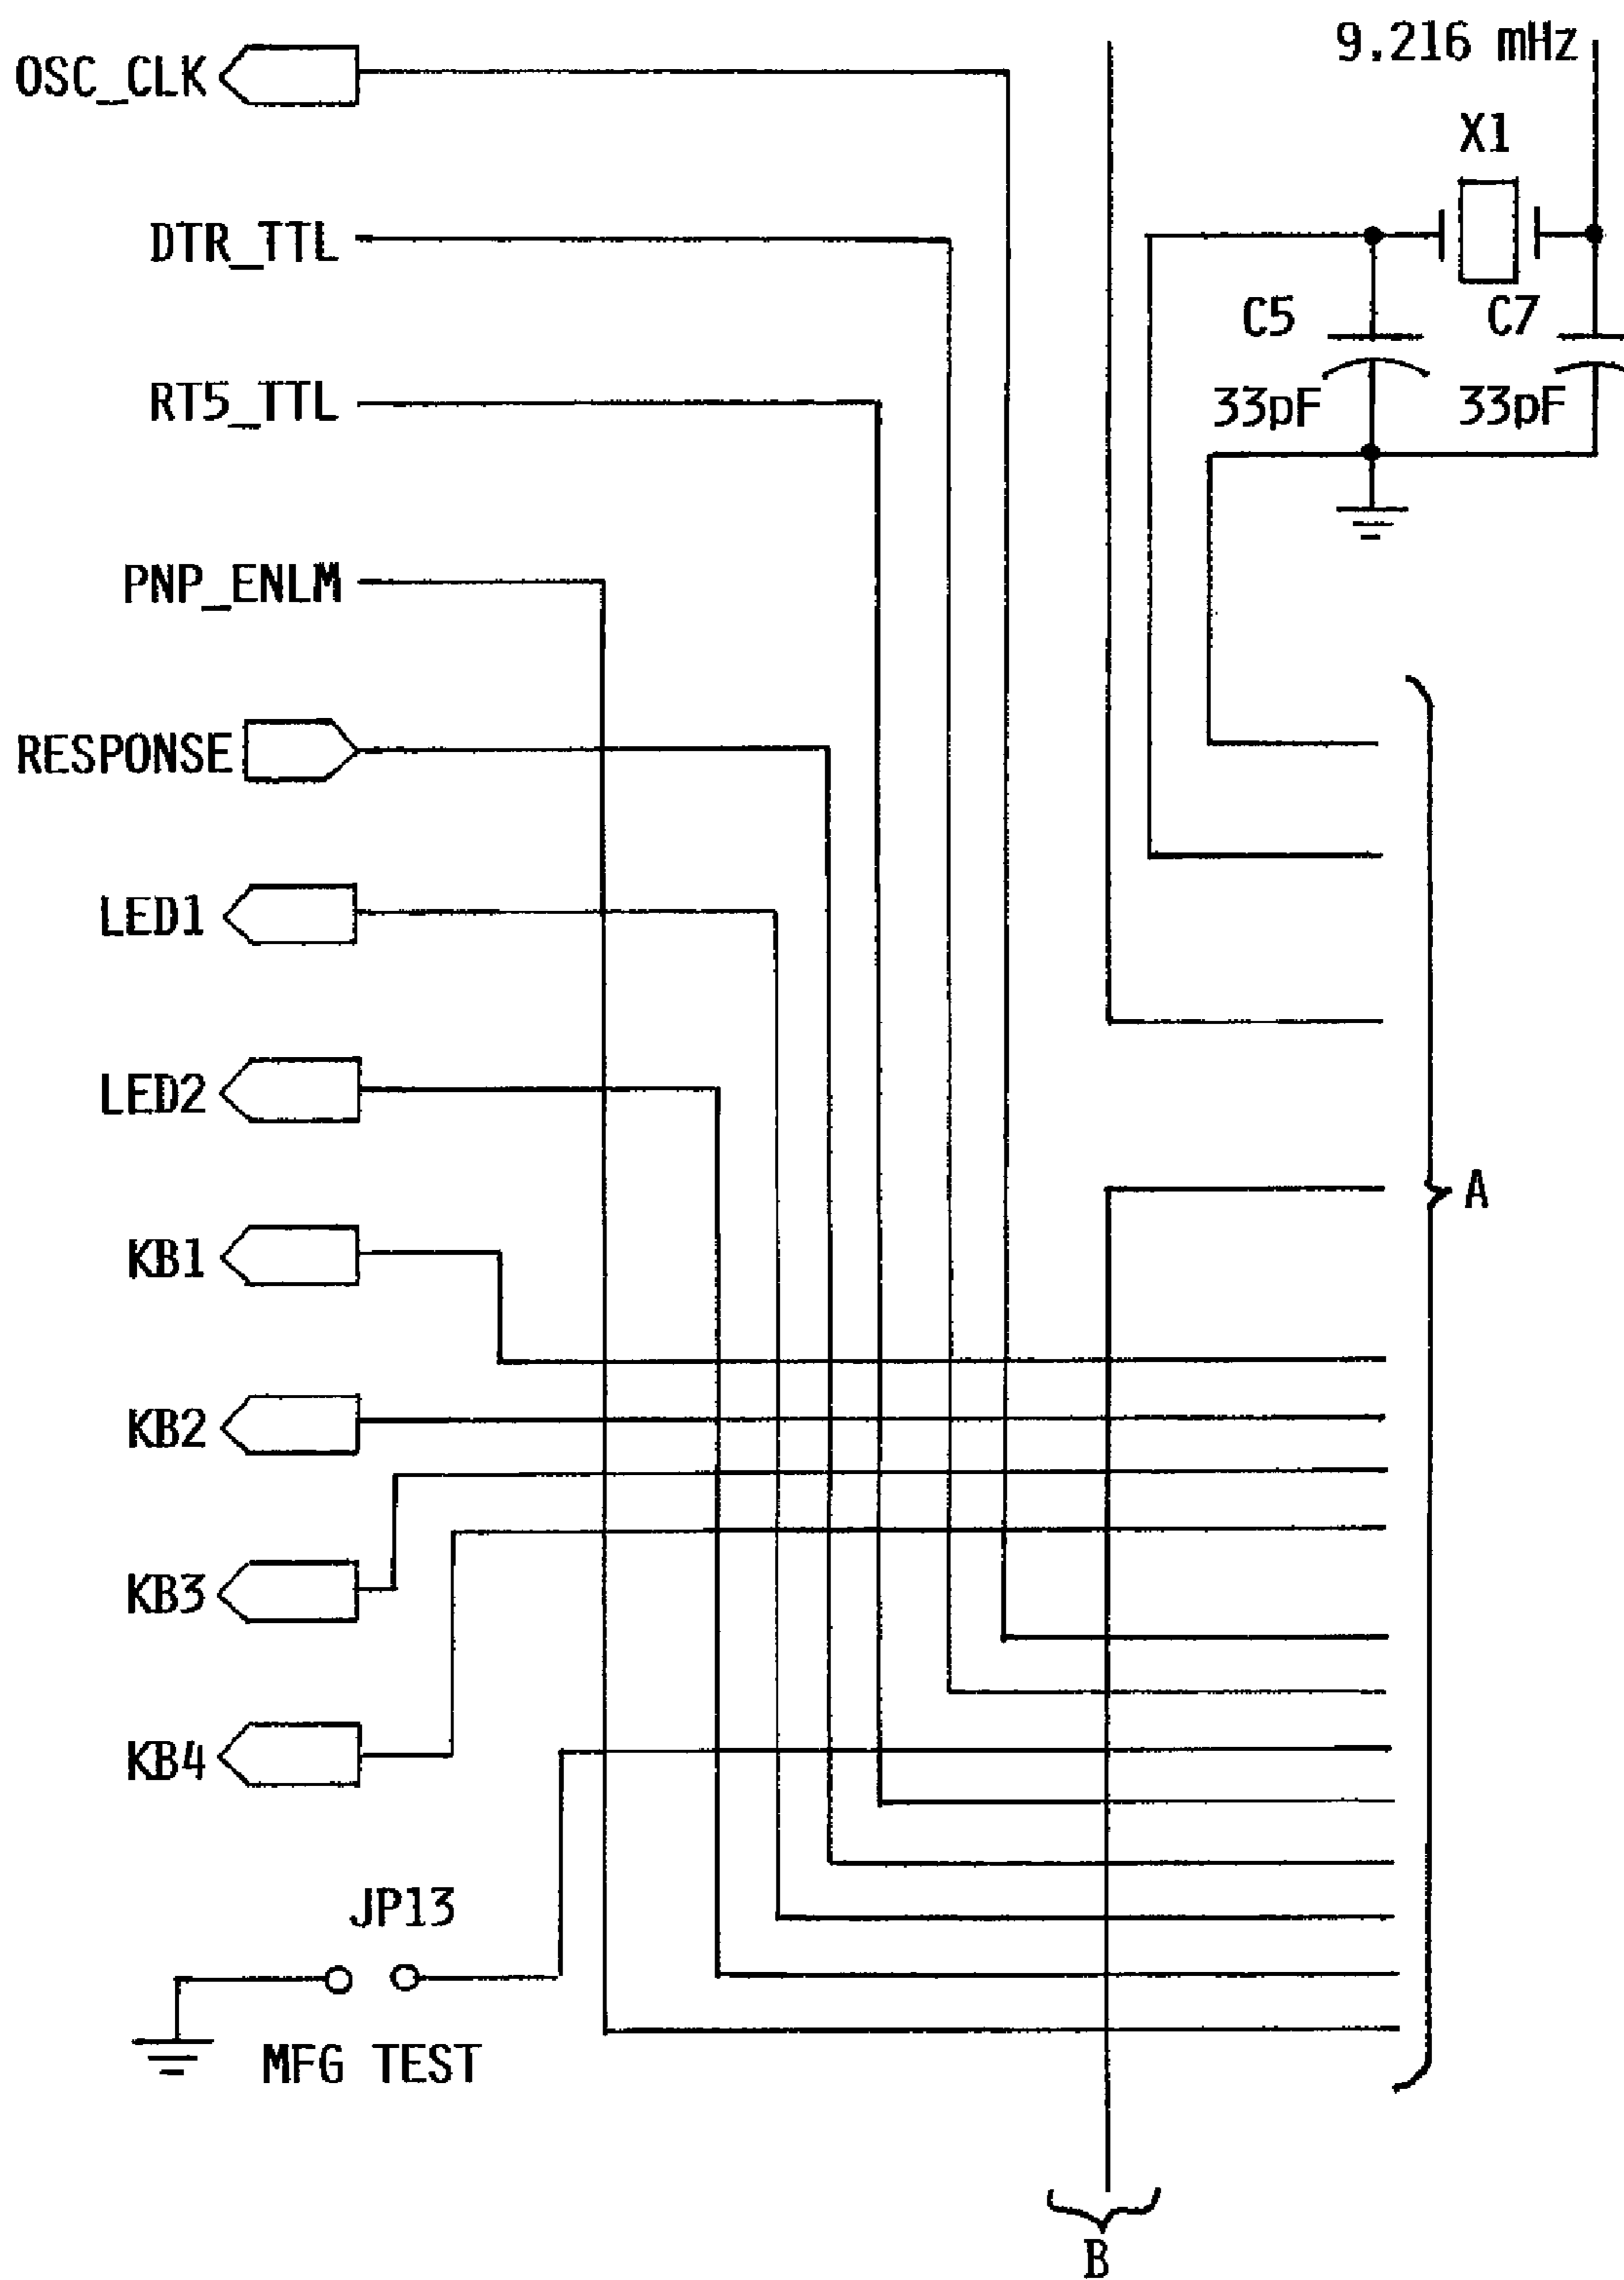 9.216 mHz
OSC_CLK
X1
DTR_TTL
C5
C7
RT5_TTL
33pF
33pF
PNP_ENLM
RESPONSE
LED1
LED2
A
KB1
KB2
KB3
KB4
JP13
MFG TEST
B